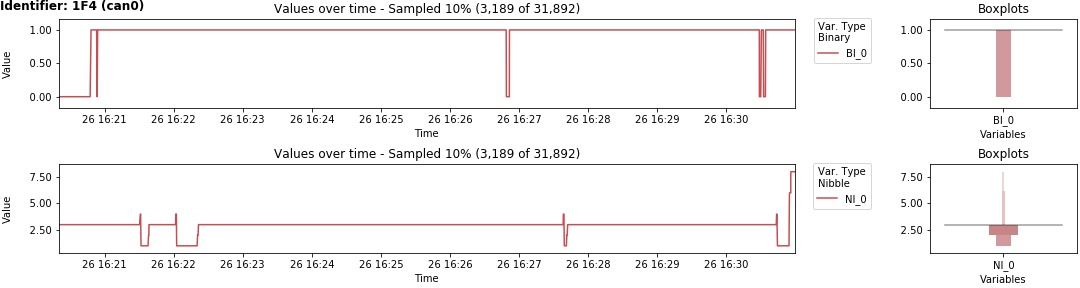 Identifier: 1F4 (can0)
Values over time - Sampled 10% (3,189 of 31,892)
Boxplots
1.00
0.50
0.00
Value
26 16:21 26 16:22 26 16:23 26 16:24 26 16:25 26 16:26 26 16:27 26 16:28 26 16:29 26 16:30
Time
Var. Type
Binary
BI_0
1.00
0.50
0.00
BI_0
Variables
Values over time - Sampled 10% (3,189 of 31,892)
Boxplots
7.50
5.00
2.50
Value
26 16:21 26 16:22 26 16:23 26 16:24 26 16:25 26 16:26 26 16:27 26 16:28 26 16:29 26 16:30
Time
Var. Type
Nibble
NI_0
7.50
5.00
2.50
NI_0
Variables